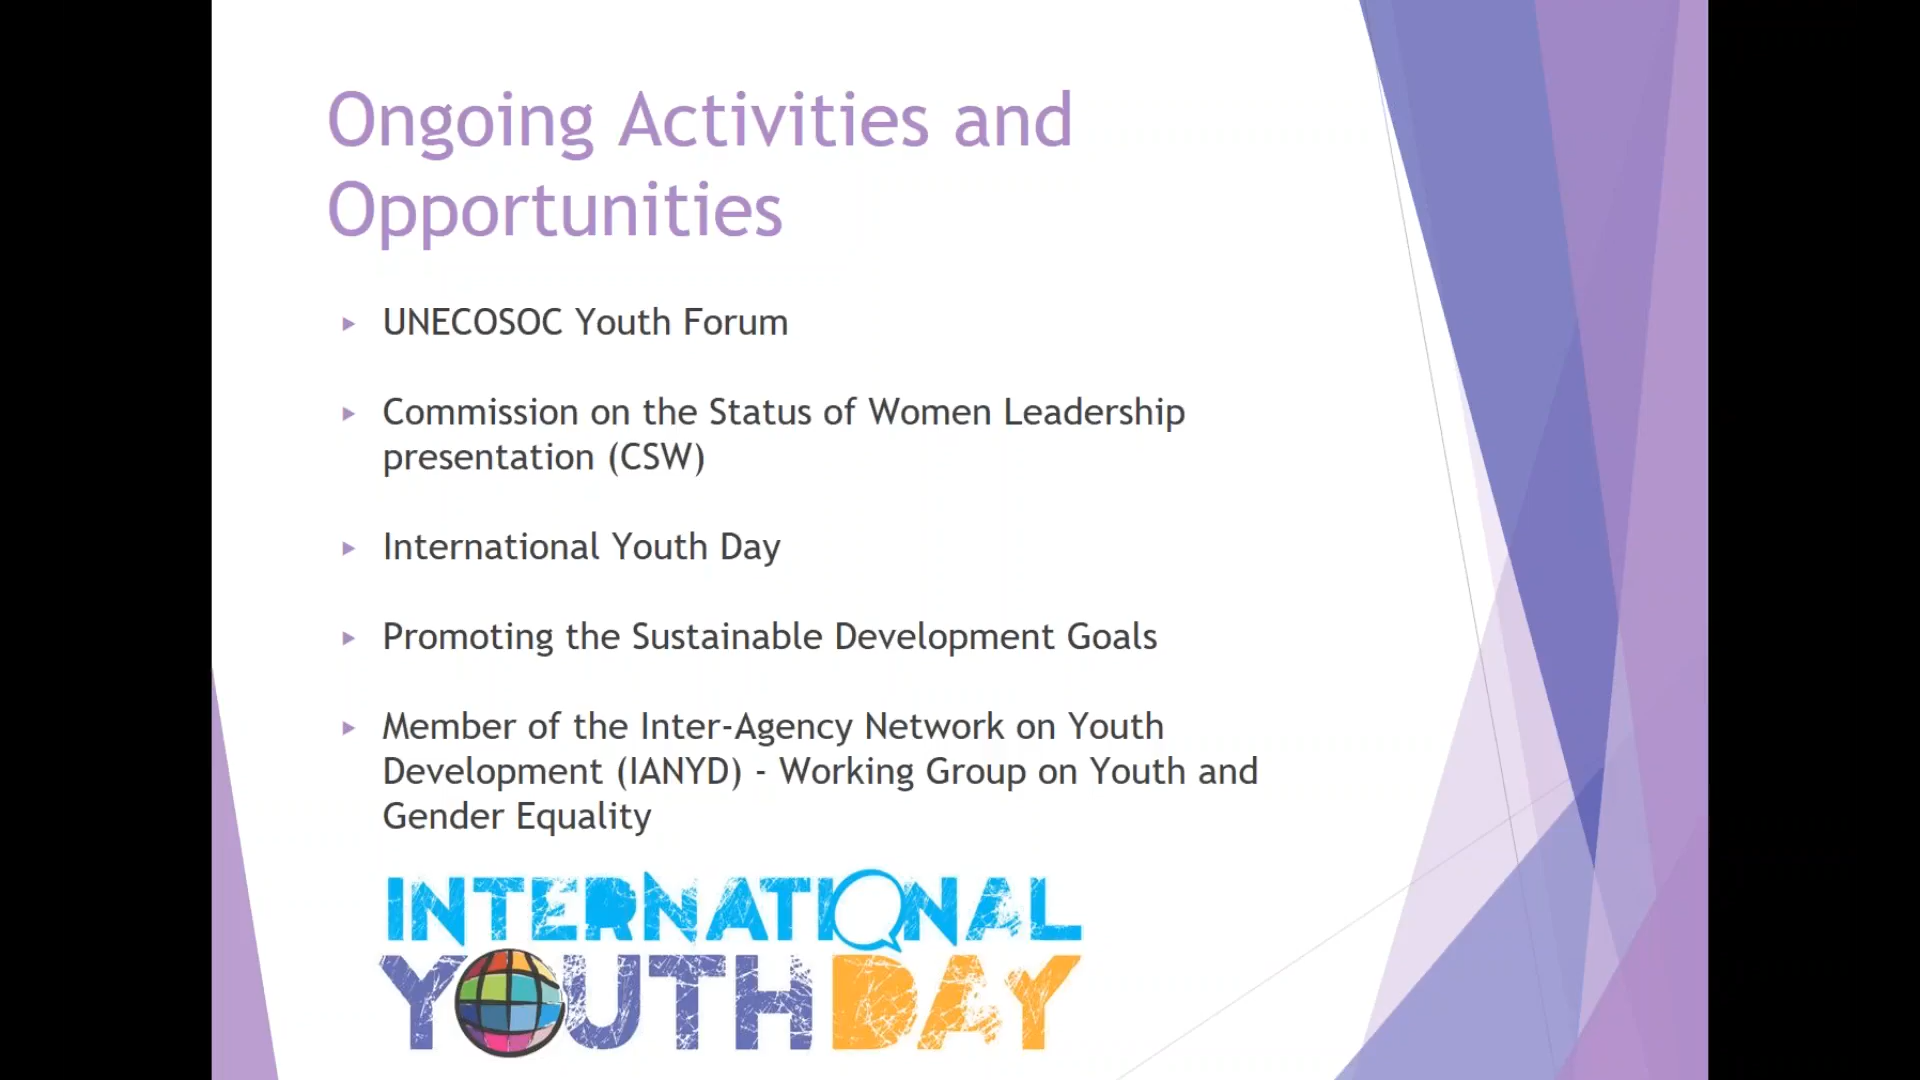 Ongoing Activities and
Opportunities
UNECOSOC Youth Forum
Commission on the Status of Women Leadership
presentation (CSW)
International Youth Day
Promoting the Sustainable Development Goals
Member of the Inter-Agency Network on Youth
Development (IANYD) - Working Group on Youth and
Gender Equality
INTERNATIONAL
YOUTH DAY